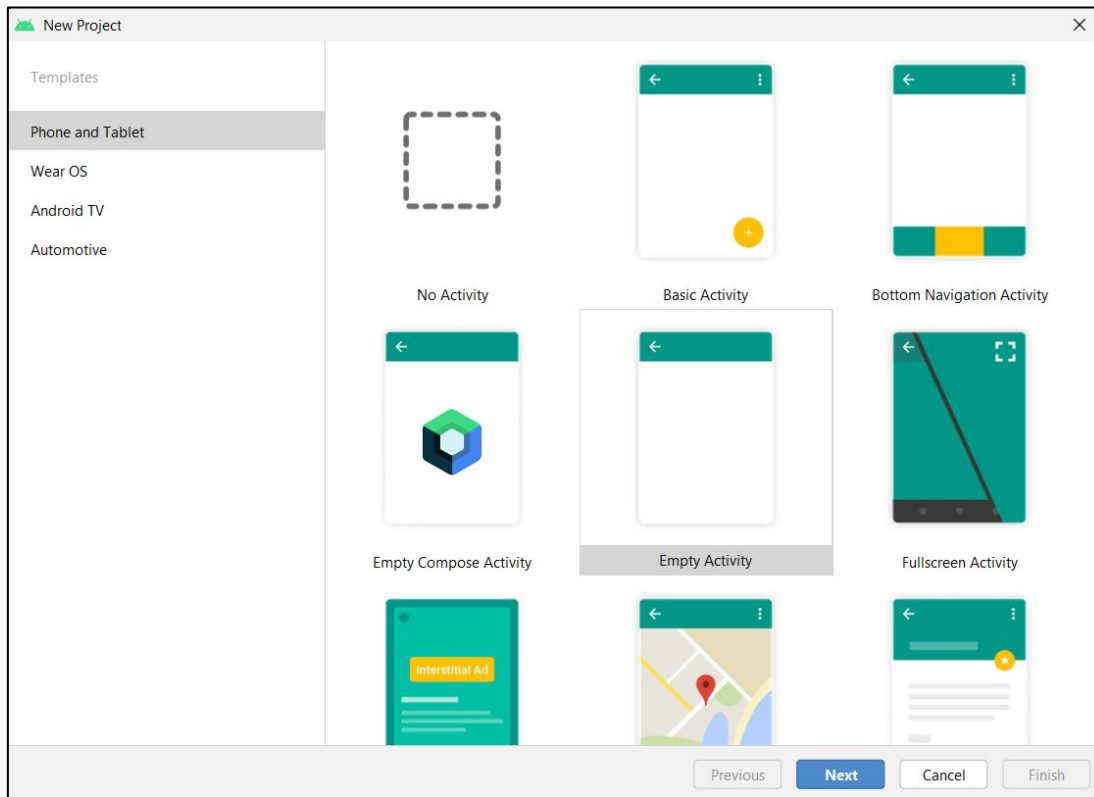 New Project
Templates
Phone and Tablet
Wear OS
Android TV
Automotive
No Activity
Basic Activity
Bottom Navigation Activity
Empty Compose Activity
Empty Activity
Fullscreen Activity
Interstitial Ad
Previous
Next
Cancel
Finish